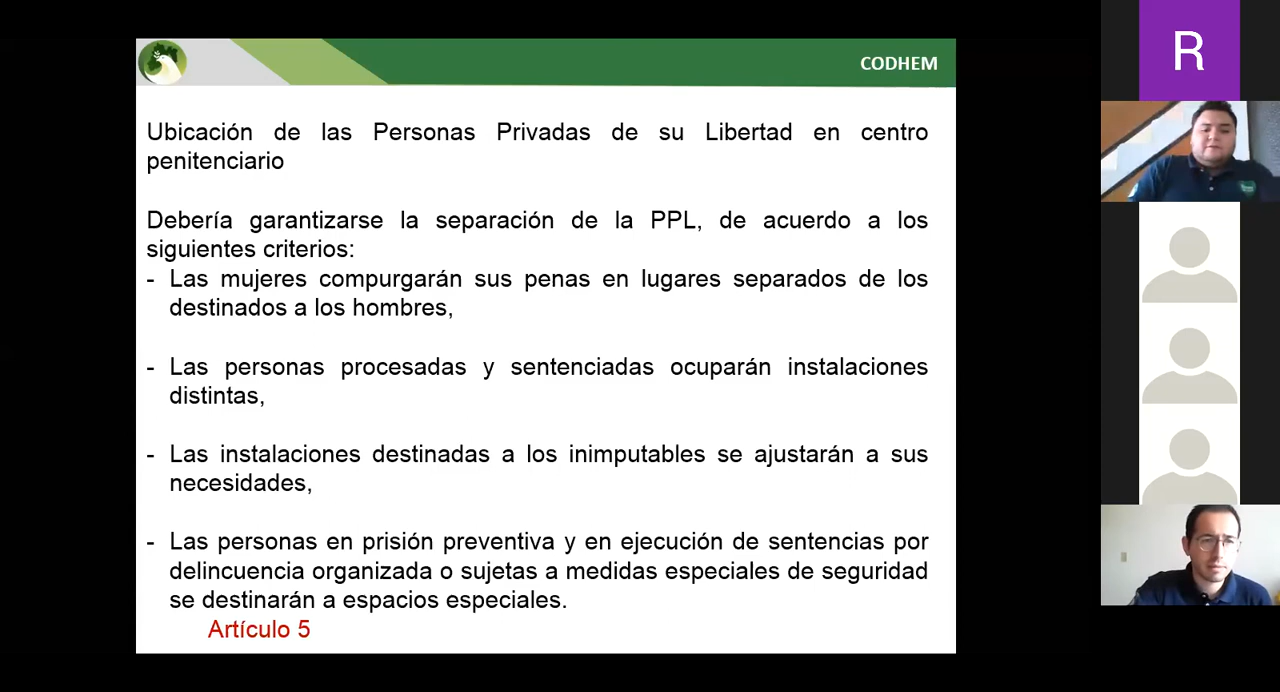 CODHEM
R
Ubicación de las Personas Privadas de su Libertad en centro
penitenciario
Debería garantizarse la separación de la PPL, de acuerdo a los
siguientes criterios:
- Las mujeres compurgarán sus penas en lugares separados de los
destinados a los hombres,
- Las personas procesadas y sentenciadas ocuparán instalaciones
distintas,
- Las instalaciones destinadas a los inimputables se ajustarán a sus
necesidades,
- Las personas en prisión preventiva y en ejecución de sentencias por
delincuencia organizada o sujetas a medidas especiales de seguridad
se destinarán a espacios especiales.
Artículo 5